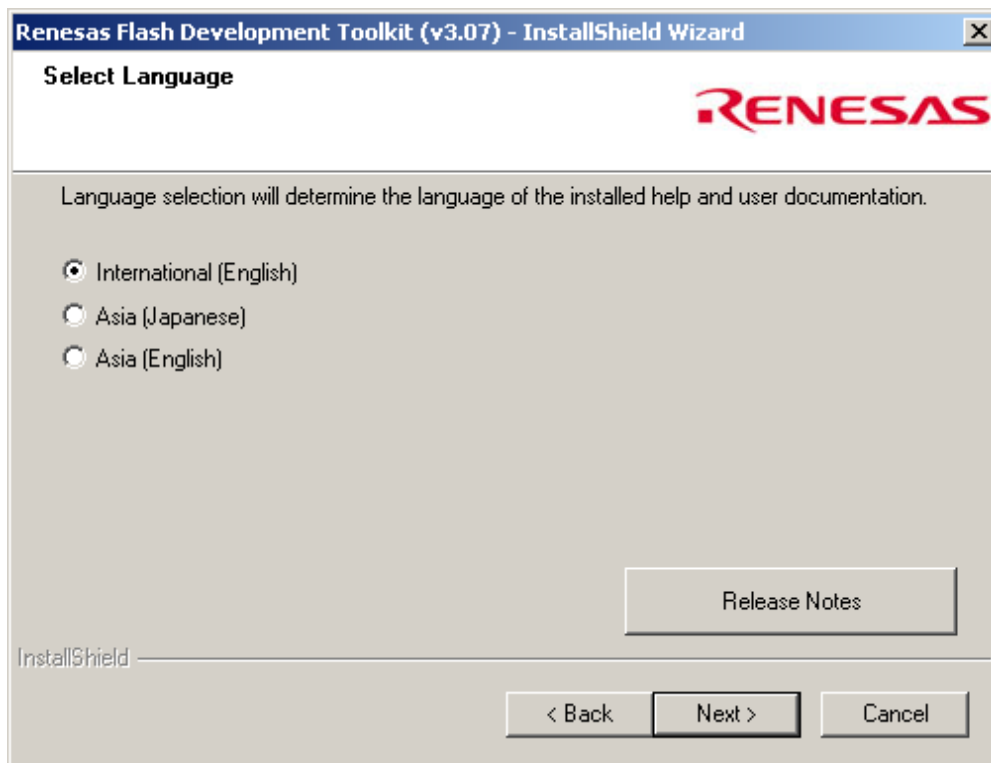 Renesas Flash Development Toolkit (v3.07) - InstallShield Wizard
Select Language
RENESAS
Language selection will determine the language of the installed help and user documentation.
International (English)
Asia (Japanese)
Asia (English)
Release Notes
InstallShield
< Back Next > Cancel